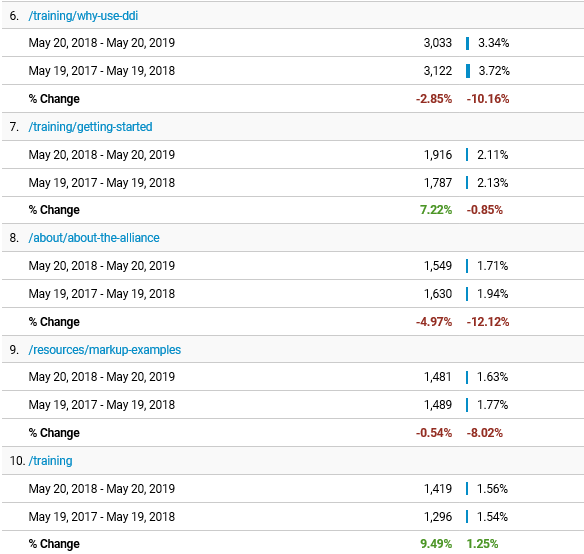 6. /training/why-use-ddi
May 20, 2018 - May 20, 2019 3,033 3.34%
May 19, 2017 - May 19, 2018 3,122 3.72%
% Change -2.85% -10.16%
7. /training/getting-started
May 20, 2018 - May 20, 2019 1,916 2.11%
May 19, 2017 - May 19, 2018 1,787 2.13%
% Change 7.22% -0.85%
8. /about/about-the-alliance
May 20, 2018 - May 20, 2019 1,549 1.71%
May 19, 2017 - May 19, 2018 1,630 1.94%
% Change -4.97% -12.12%
9. /resources/markup-examples
May 20, 2018 - May 20, 2019 1,481 1.63%
May 19, 2017 - May 19, 2018 1,489 1.77%
% Change -0.54% -8.02%
10. /training
May 20, 2018 - May 20, 2019 1,419 1.56%
May 19, 2017 - May 19, 2018 1,296 1.54%
% Change 9.49% 1.25%